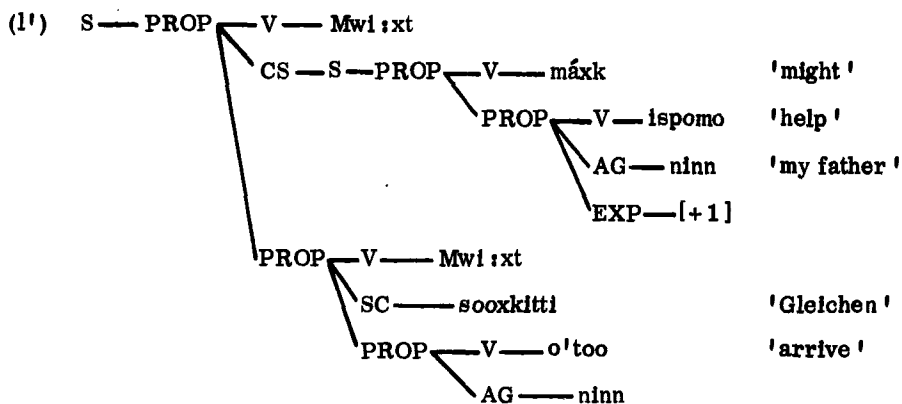 (1') S PROP V Mwi:xt
CS S PROP V máxk 'might'
PROP V ispomo 'help'
AG ninn 'my father'
EXP [+1]
PROP V Mwi:xt
SC sooxkitti 'Gleichen'
PROP V o'too 'arrive'
AG ninn